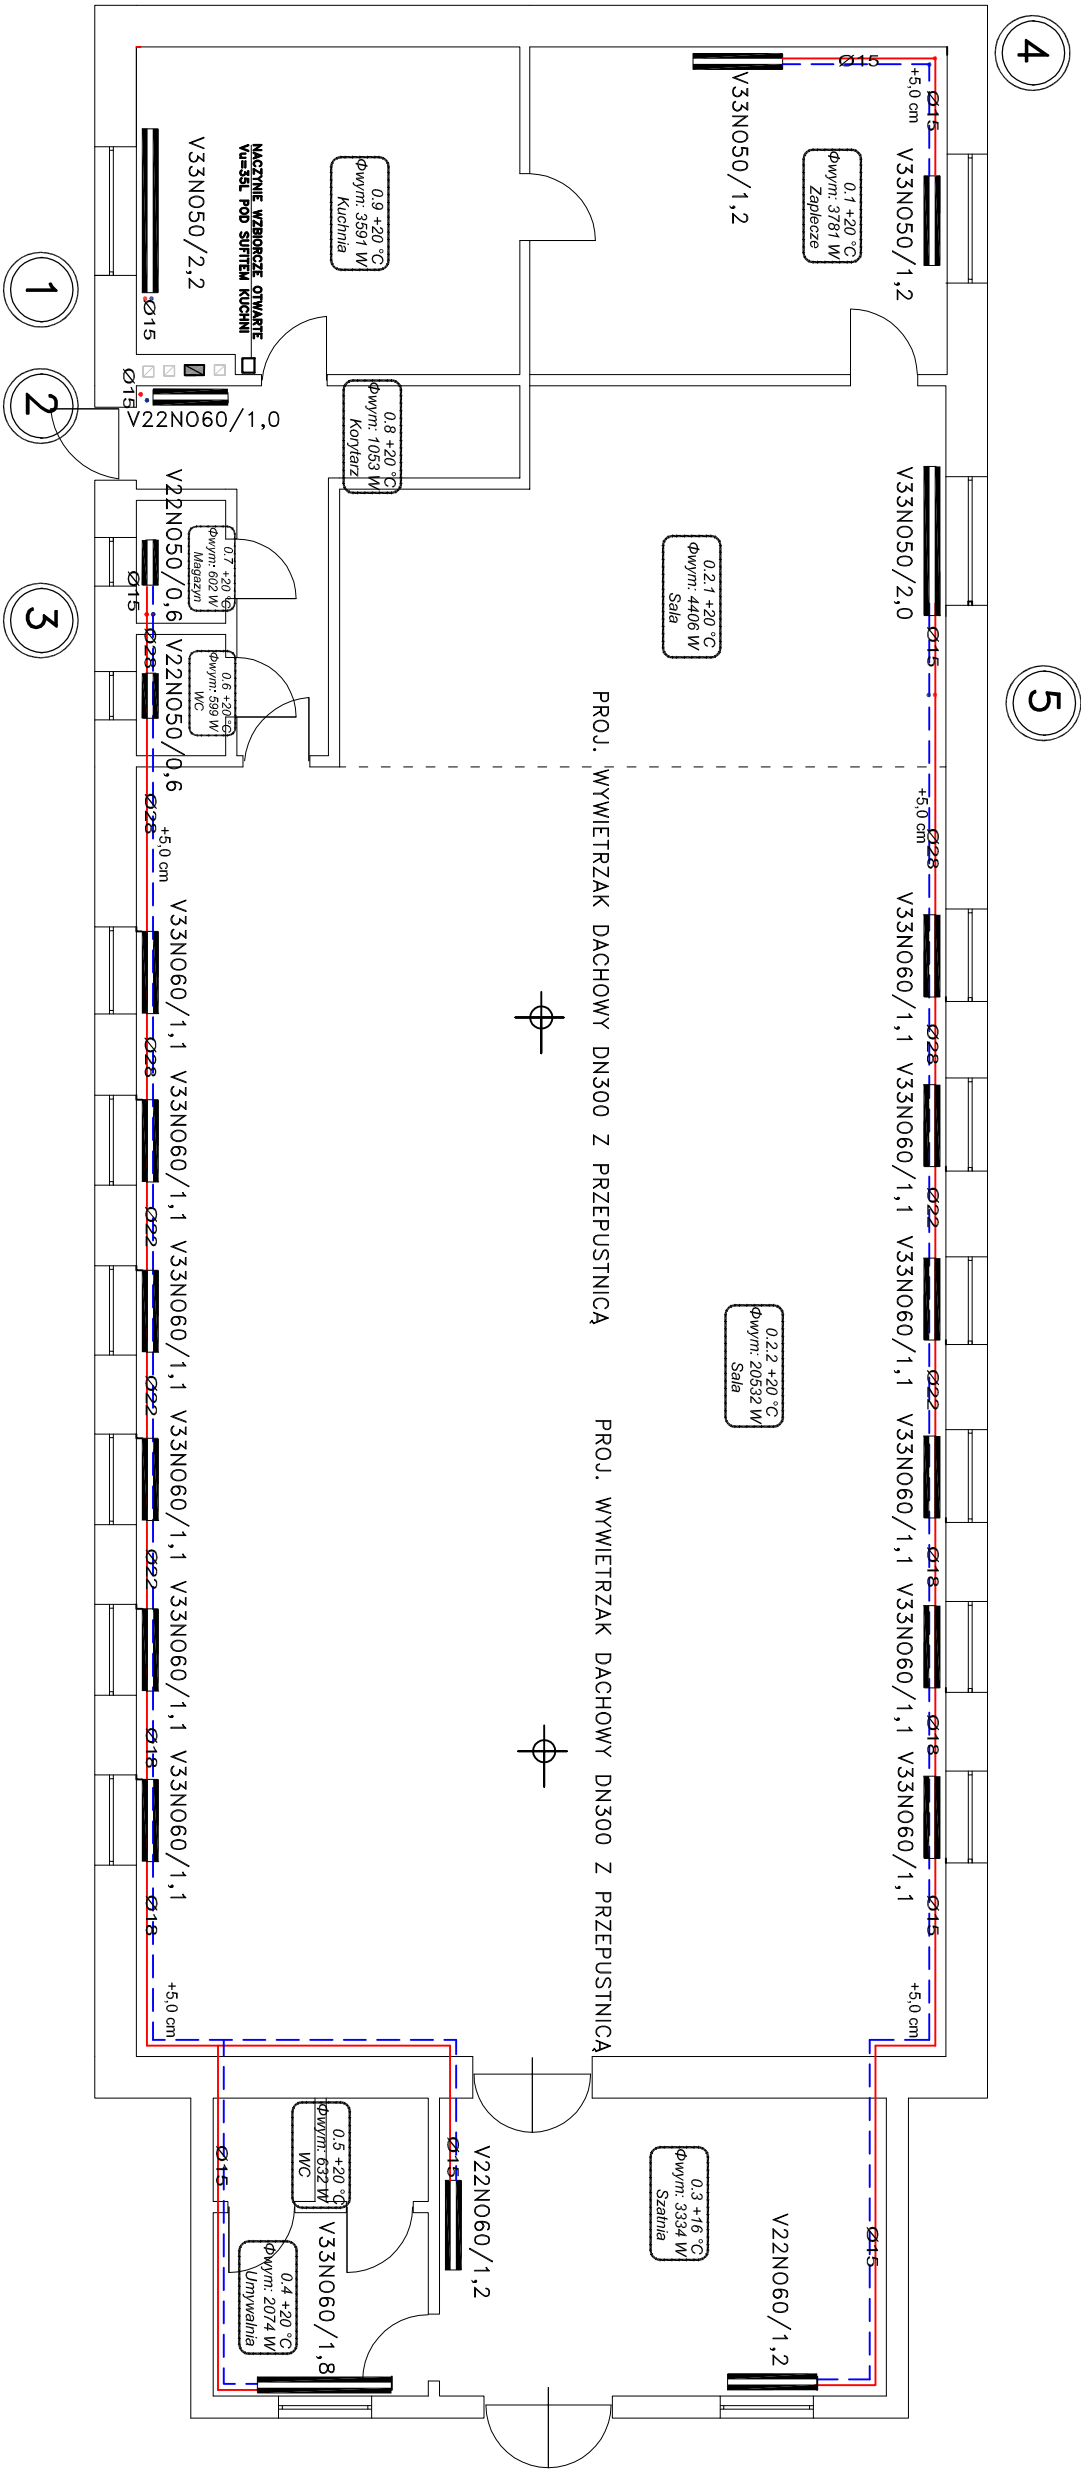 4
Ø15
+5,0 cm
Ø15
V33NO50/1,2
V33NO50/1,2
0.1 +20 °C
Φwym: 3781 W
Zaplecze
0.9 +20 °C
Φwym: 3591 W
Kuchnia
NACZYNIE WZBIORCZE OTWARTE
Vu=35L POD SUFITEM KUCHNI
V33NO50/2,2
Ø15
1
Ø15
2
V22NO60/1,0
0.8 +20 °C
Φwym: 1053 W
Korytarz
V33NO50/2,0
Ø15
5
0.2.1 +20 °C
Φwym: 4406 W
Sala
0.7 +20 °C
Φwym: 602 W
Magazyn
V22NO50/0,6
Ø15
3
Ø28
0.6 +20 °C
Φwym: 599 W
WC
V22NO50/0,6
Ø28
+5,0 cm
+5,0 cm
Ø28
PROJ. WYWIETRZAK DACHOWY DN300 Z PRZEPUSTNICĄ
PROJ. WYWIETRZAK DACHOWY DN300 Z PRZEPUSTNICĄ
V33NO60/1,1
Ø28
V33NO60/1,1
Ø22
V33NO60/1,1
Ø22
V33NO60/1,1
Ø18
V33NO60/1,1
Ø18
V33NO60/1,1
Ø15
+5,0 cm
0.2.2 +20 °C
Φwym: 20532 W
Sala
V33NO60/1,1
Ø28
V33NO60/1,1
Ø22
V33NO60/1,1
Ø22
V33NO60/1,1
Ø22
V33NO60/1,1
Ø18
V33NO60/1,1
Ø18
+5,0 cm
0.5 +20 °C
Φwym: 632 W
WC
Ø15
Ø15
V22NO60/1,2
0.3 +16 °C
Φwym: 3334 W
Szatnia
Ø15
V22NO60/1,2
V33NO60/1,8
0.4 +20 °C
Φwym: 2074 W
Umywalnia